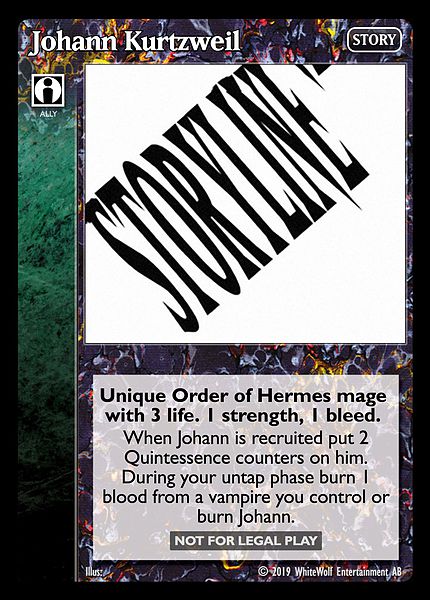 Johann Kurtzweil
STORY
ALLY
STORYLINE
Unique Order of Hermes mage
with 3 life. 1 strength, 1 bleed.
When Johann is recruited put 2
Quintessence counters on him.
During your untap phase burn 1
blood from a vampire you control or
burn Johann.
NOT FOR LEGAL PLAY
Illus:
© 2019 WhiteWolf Entertainment AB